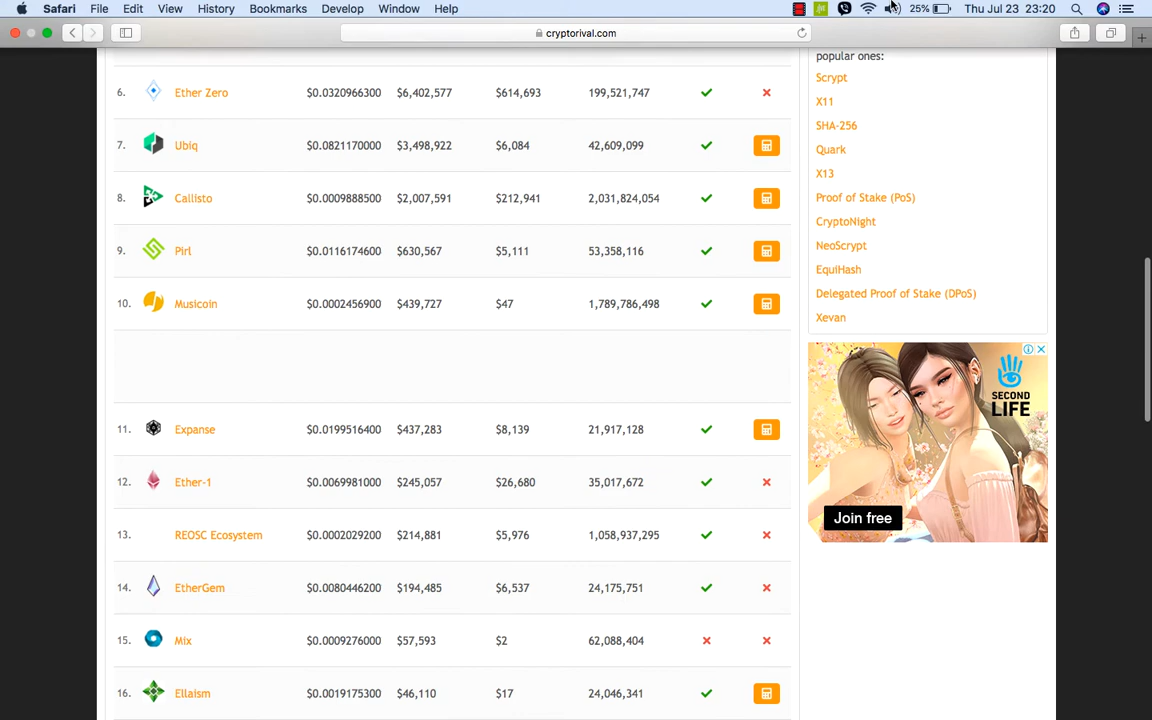 Safari File Edit View History Bookmarks Develop Window Help 25% Thu Jul 23 23:20
cryptorival.com
popular ones:
Scrypt
X11
SHA-256
Quark
X13
Proof of Stake (PoS)
CryptoNight
NeoScrypt
EquiHash
Delegated Proof of Stake (DPoS)
Xevan
6. Ether Zero $0.0320966300 $6,402,577 $614,693 199,521,747
7. Ubiq $0.0821170000 $3,498,922 $6,084 42,609,099
8. Callisto $0.0009888500 $2,007,591 $212,941 2,031,824,054
9. Pirl $0.0116174600 $630,567 $5,111 53,358,116
10. Musicoin $0.0002456900 $439,727 $47 1,789,786,498
11. Expanse $0.0199516400 $437,283 $8,139 21,917,128
12. Ether-1 $0.0069981000 $245,057 $26,680 35,017,672
13. REOSC Ecosystem $0.0002029200 $214,881 $5,976 1,058,937,295
14. EtherGem $0.0080446200 $194,485 $6,537 24,175,751
15. Mix $0.0009276000 $57,593 $2 62,088,404
16. Ellaism $0.0019175300 $46,110 $17 24,046,341
SECOND
LIFE
Join free